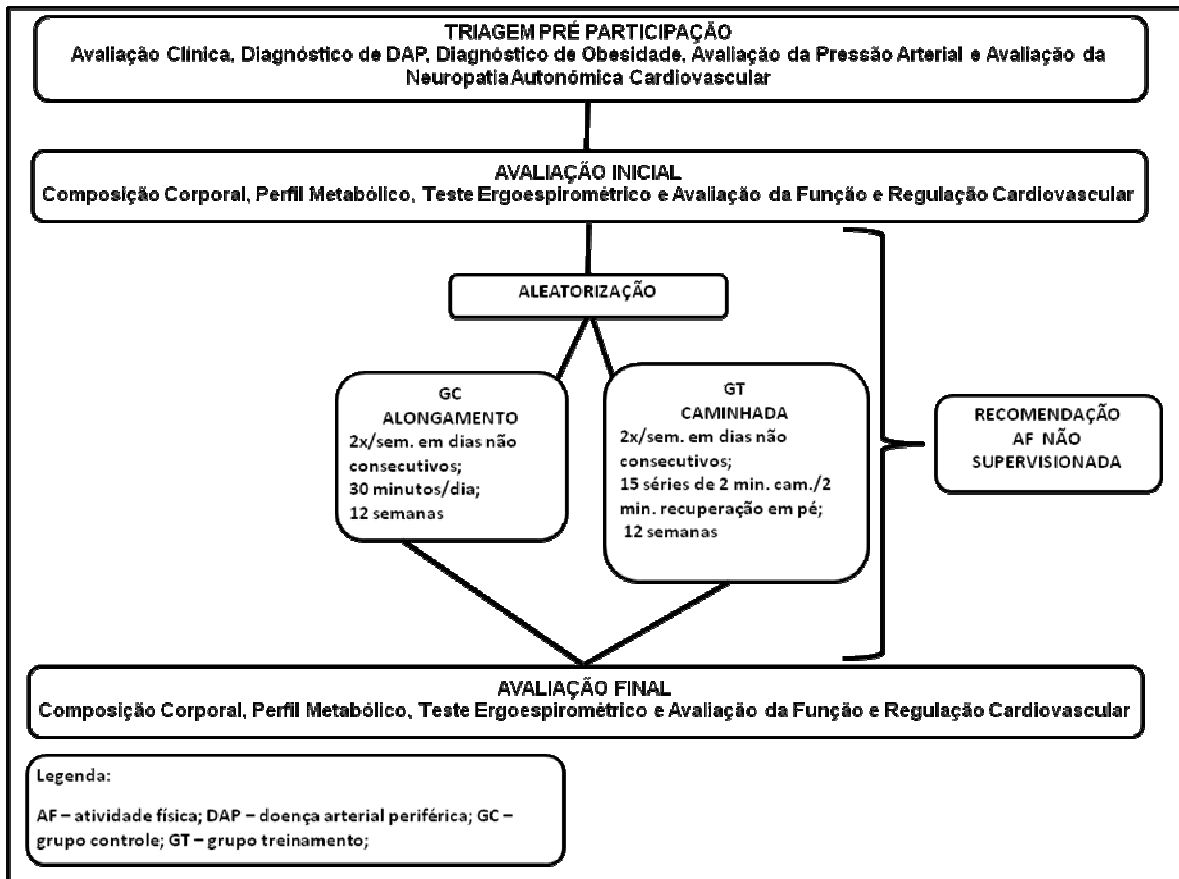 TRIAGEM PRÉ PARTICIPAÇÃO
Avaliação Clínica, Diagnóstico de DAP, Diagnóstico de Obesidade, Avaliação da Pressão Arterial e Avaliação da
Neuropatia Autonômica Cardiovascular
AVALIAÇÃO INICIAL
Composição Corporal, Perfil Metabólico, Teste Ergoespirométrico e Avaliação da Função e Regulação Cardiovascular
ALEATORIZAÇÃO
GC
ALONGAMENTO
2x/sem. em dias não
consecutivos;
30 minutos/dia;
12 semanas
GT
CAMINHADA
2x/sem. em dias não
consecutivos;
15 séries de 2 min. cam./2
min. recuperação em pé;
12 semanas
RECOMENDAÇÃO
AF NÃO
SUPERVISIONADA
AVALIAÇÃO FINAL
Composição Corporal, Perfil Metabólico, Teste Ergoespirométrico e Avaliação da Função e Regulação Cardiovascular
Legenda:
AF – atividade física; DAP – doença arterial periférica; GC –
grupo controle; GT – grupo treinamento;